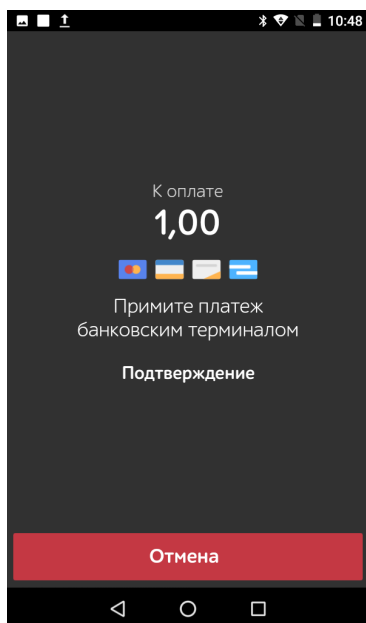 10:48
К оплате
1,00
Примите платеж
банковским терминалом
Подтверждение
Отмена